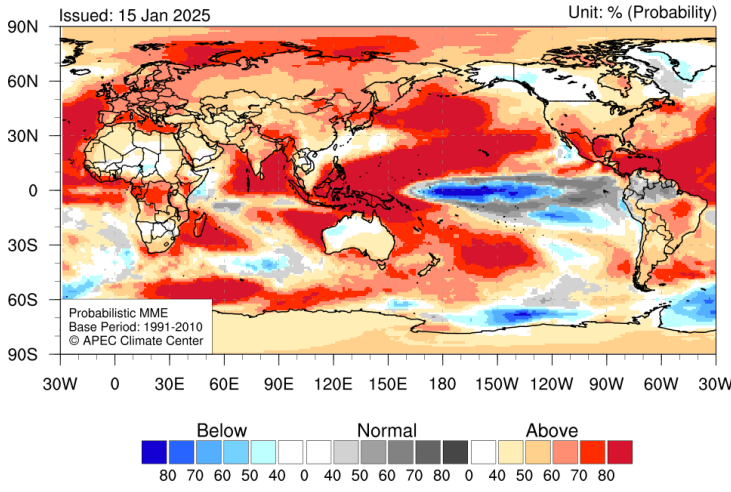 Issued: 15 Jan 2025
Unit: % (Probability)
90N
60N
30N
0
30S
60S
90S
Probabilistic MME
Base Period: 1991-2010
© APEC Climate Center
30W 0 30E 60E 90E 120E 150E 180 150W 120W 90W 60W 30W
Below Normal Above
80 70 60 50 40 0 40 50 60 70 80 0 40 50 60 70 80